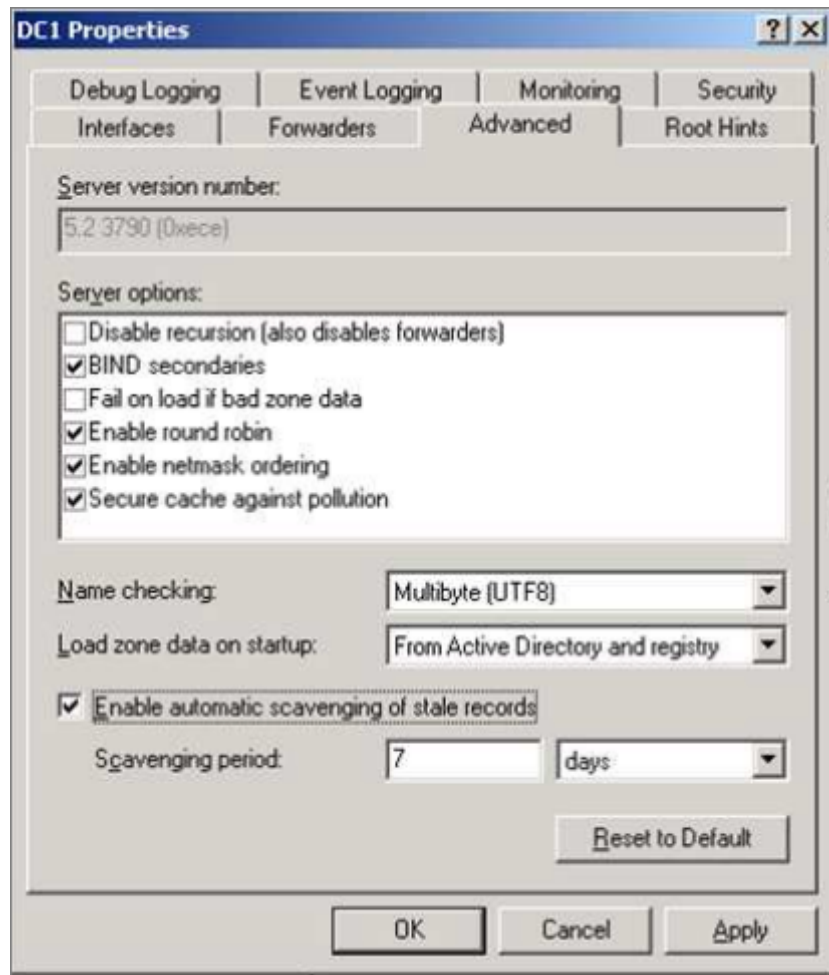 DC1 Properties
Debug Logging
Event Logging
Monitoring
Security
Interfaces
Forwarders
Advanced
Root Hints
Server version number:
5.2 3790 (0xece)
Server options:
Disable recursion (also disables forwarders)
BIND secondaries
Fail on load if bad zone data
Enable round robin
Enable netmask ordering
Secure cache against pollution
Name checking:
Multibyte (UTF8)
Load zone data on startup:
From Active Directory and registry
Enable automatic scavenging of stale records
Scavenging period:
7
days
Reset to Default
OK
Cancel
Apply